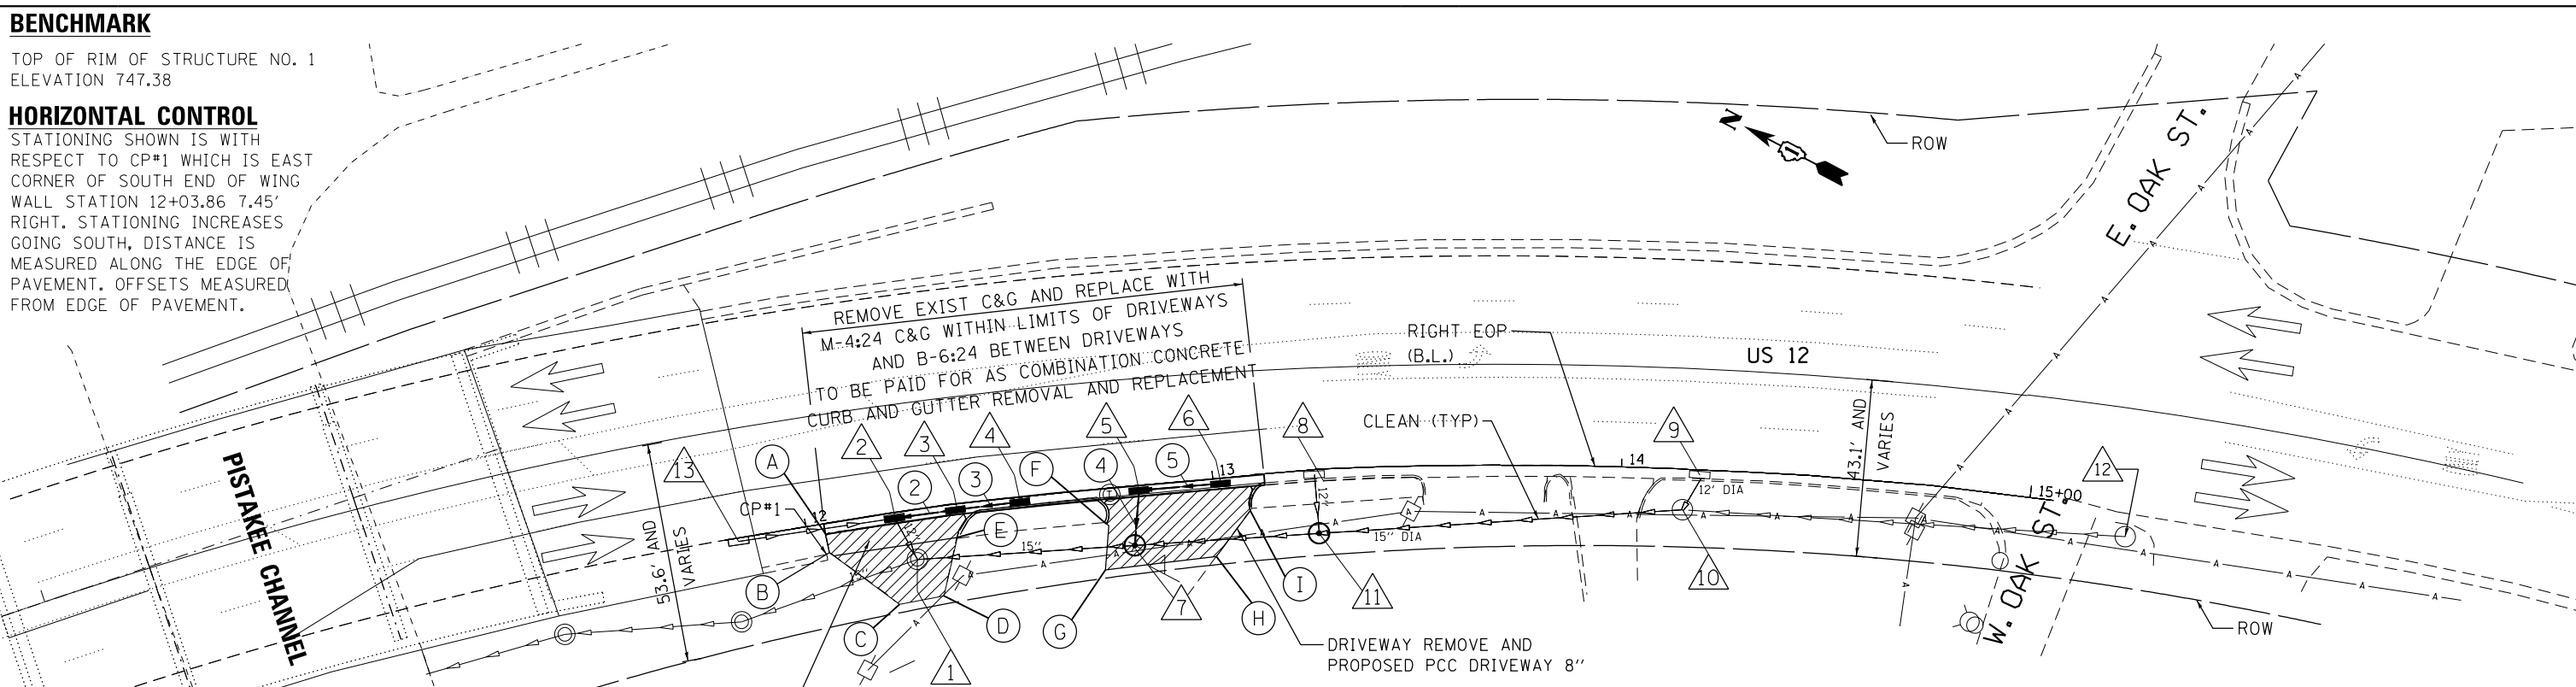 BENCHMARK
TOP OF RIM OF STRUCTURE NO. 1
ELEVATION 747.38
HORIZONTAL CONTROL
STATIONING SHOWN IS WITH
RESPECT TO CP#1 WHICH IS EAST
CORNER OF SOUTH END OF WING
WALL STATION 12+03.86 7.45'
RIGHT. STATIONING INCREASES
GOING SOUTH, DISTANCE IS
MEASURED ALONG THE EDGE OF
PAVEMENT. OFFSETS MEASURED
FROM EDGE OF PAVEMENT.
N
ROW
E. OAK ST.
REMOVE EXIST C&G AND REPLACE WITH
M-4:24 C&G WITHIN LIMITS OF DRIVEWAYS
AND B-6:24 BETWEEN DRIVEWAYS
TO BE PAID FOR AS COMBINATION CONCRETE
CURB AND GUTTER REMOVAL AND REPLACEMENT
RIGHT EOP
(B.L.)
US 12
CLEAN (TYP)
43.1' AND
VARIES
53.6' AND
VARIES
PISTAKEE CHANNEL
13
A
2
3
4
5
6
8
9
12
2
3
F
4
5
13
14
15+00
CP#1
12
E
12"
12' DIA
15"
15" DIA
B
C
D
G
H
I
1
7
11
10
W. OAK ST.
ROW
DRIVEWAY REMOVE AND
PROPOSED PCC DRIVEWAY 8"